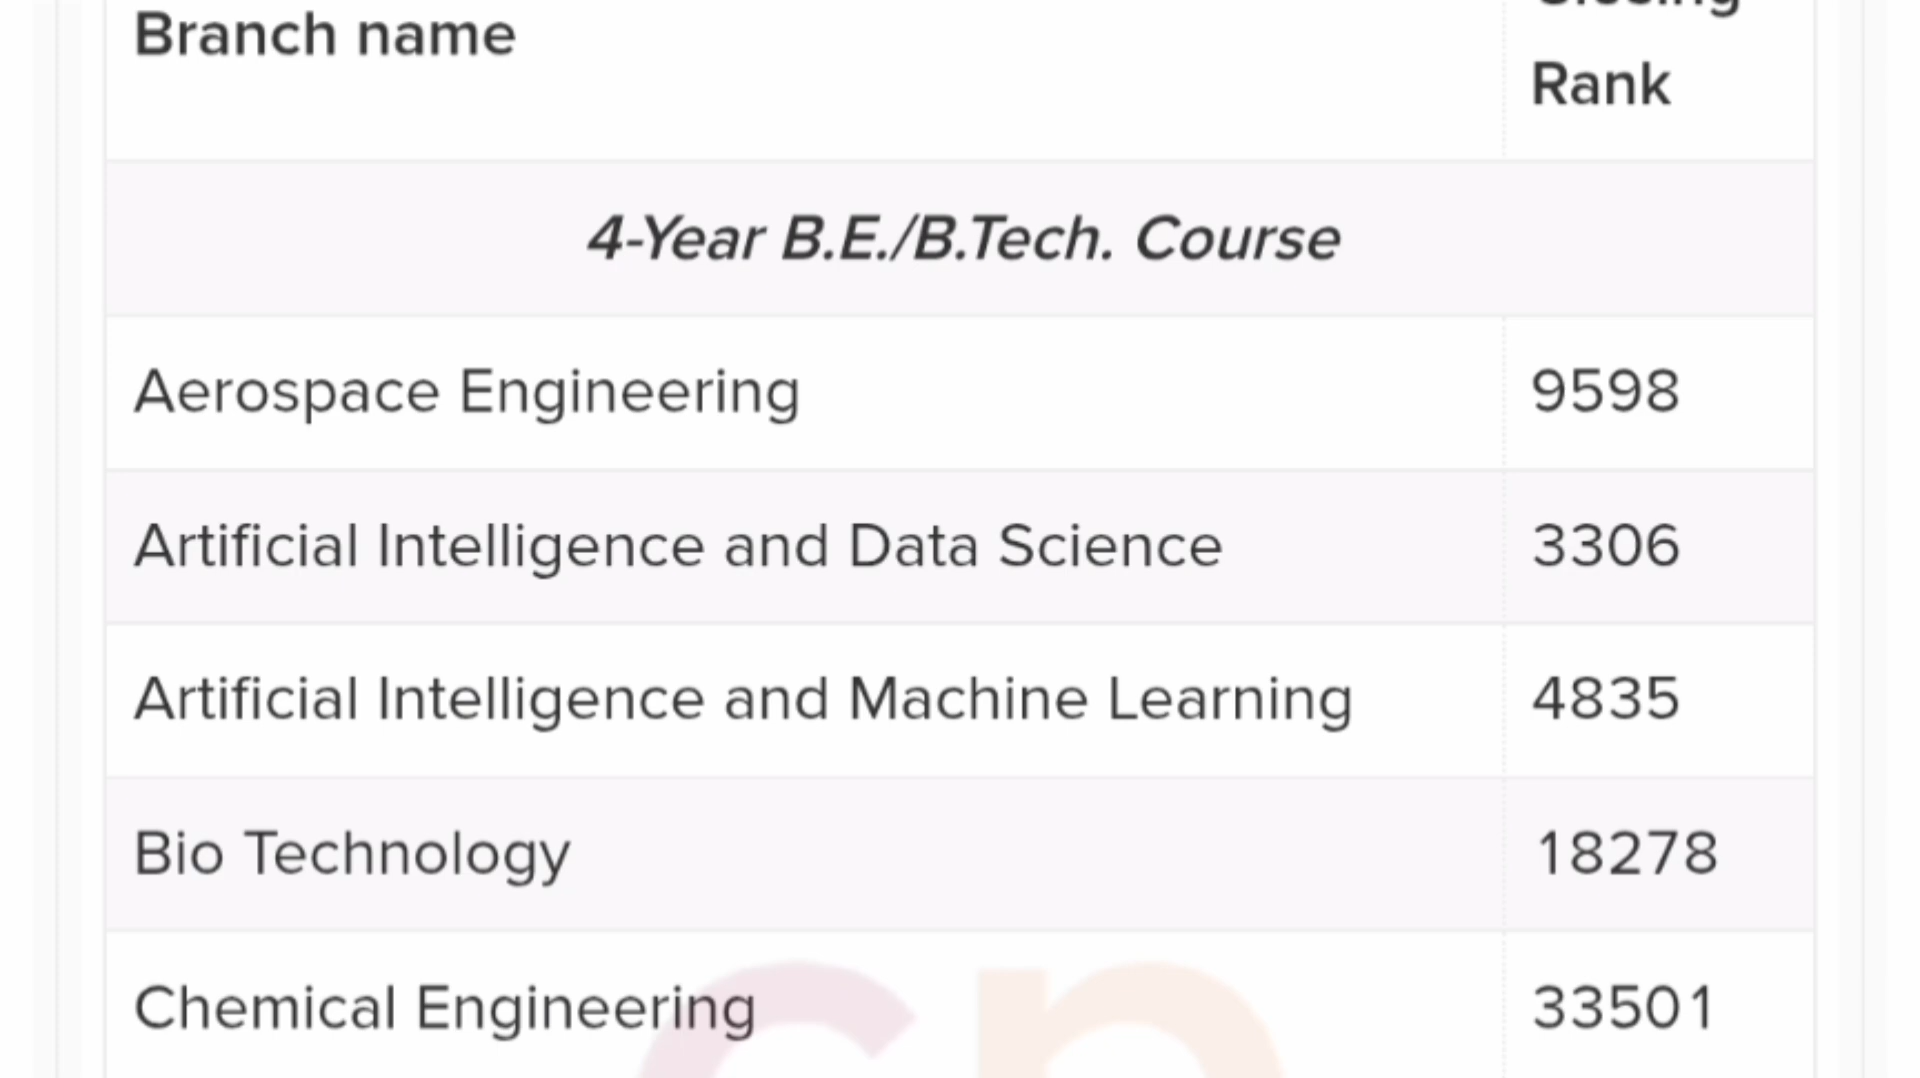 Branch name
Rank
4-Year B.E./B.Tech. Course
Aerospace Engineering 9598
Artificial Intelligence and Data Science 3306
Artificial Intelligence and Machine Learning 4835
Bio Technology 18278
Chemical Engineering 33501